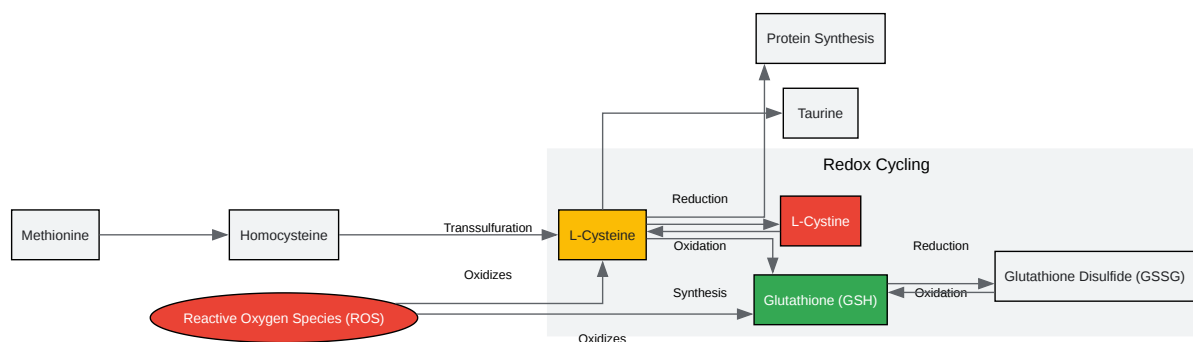 Protein Synthesis
Taurine
Redox Cycling
Reduction
L-Cystine
Methionine
Homocysteine
Transsulfuration
L-Cysteine
Oxidation
Reduction
Glutathione Disulfide (GSSG)
Oxidizes
Synthesis
Glutathione (GSH)
Oxidation
Reactive Oxygen Species (ROS)
Oxidizes